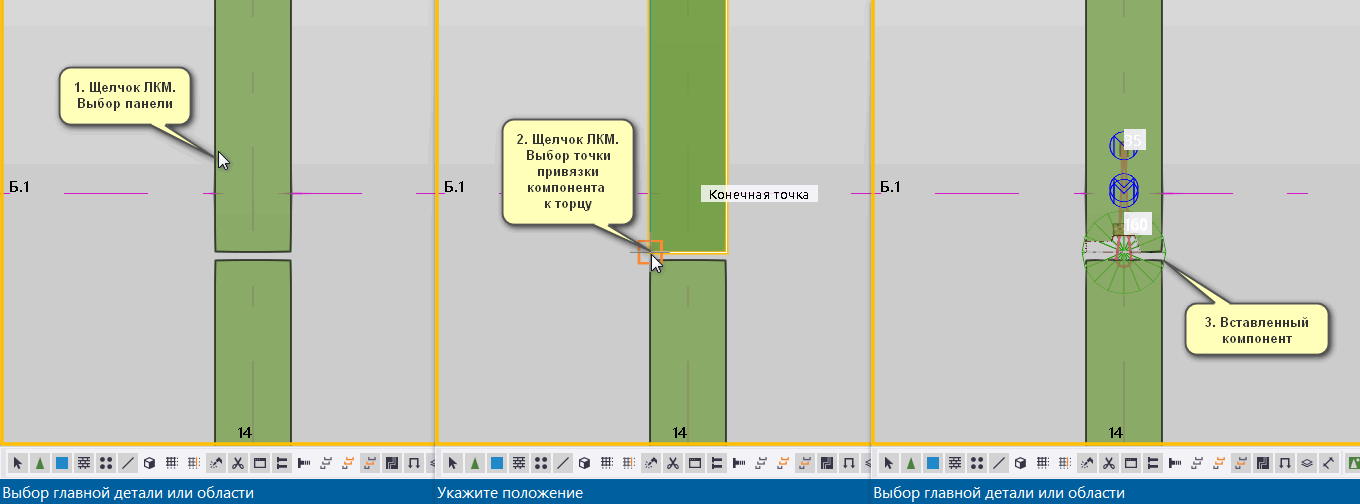 1. Щелчок ЛКМ.
Выбор панели
Б.1
14
Выбор главной детали или области
2. Щелчок ЛКМ.
Выбор точки
привязки
компонента
к торцу
Б.1
Конечная точка
14
Укажите положение
35
Б.1
160
3. Вставленный
компонент
14
Выбор главной детали или области